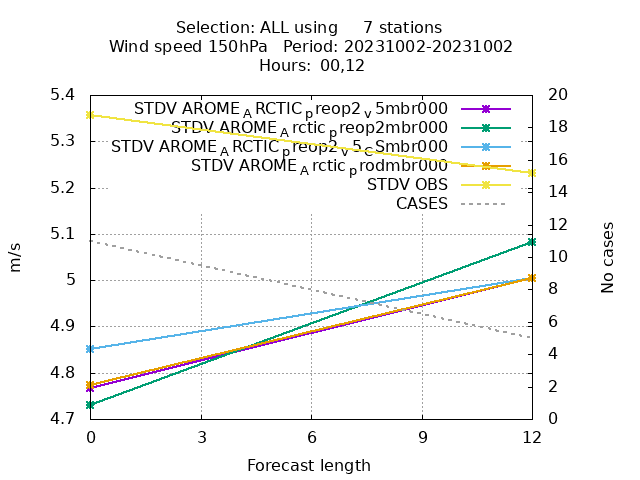 Selection: ALL using 7 stations
Wind speed 150hPa Period: 20231002-20231002
Hours: 00,12
STDV AROME_ARCTIC_preop2_v5mbr000
STDV AROME_Arctic_preop2mbr000
STDV AROME_ARCTIC_preop2_v5_CSmbr000
STDV AROME_Arctic_prodmbr000
STDV OBS
CASES
5.4
5.3
5.2
5.1
5
4.9
4.8
4.7
m/s
20
18
16
14
12
10
8
6
4
2
0
No cases
0 3 6 9 12
Forecast length